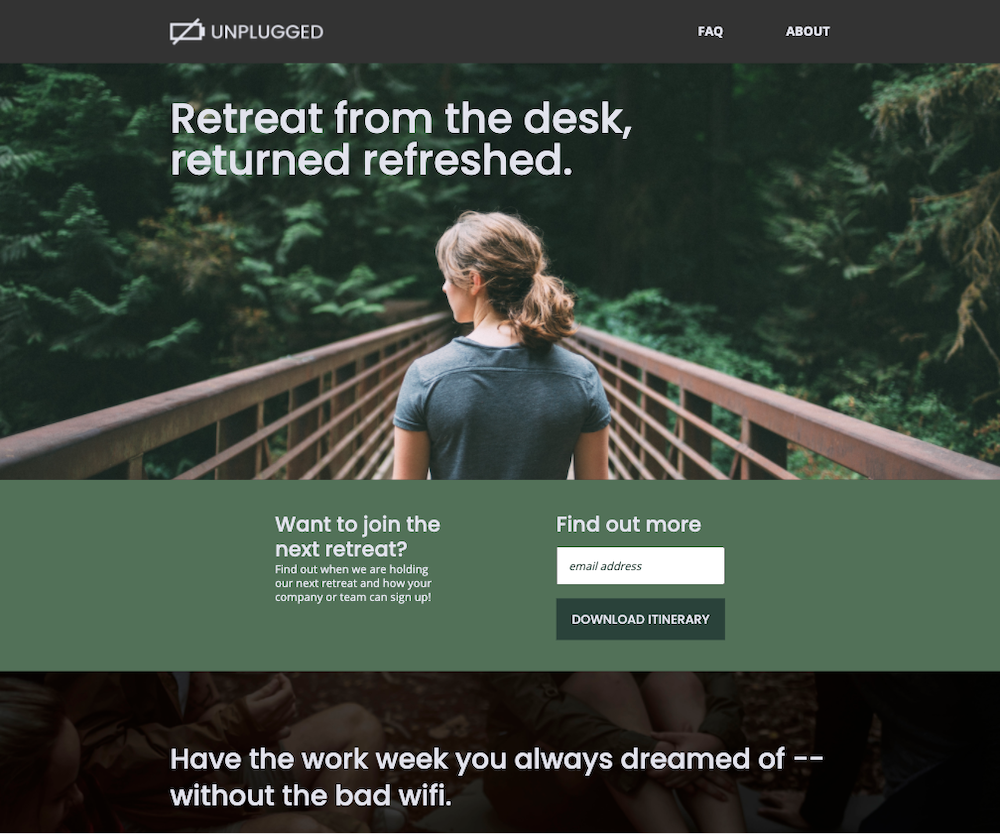 UNPLUGGED
FAQ
ABOUT
Retreat from the desk,
returned refreshed.
Want to join the
next retreat?
Find out when we are holding
our next retreat and how your
company or team can sign up!
Find out more
email address
DOWNLOAD ITINERARY
Have the work week you always dreamed of --
without the bad wifi.